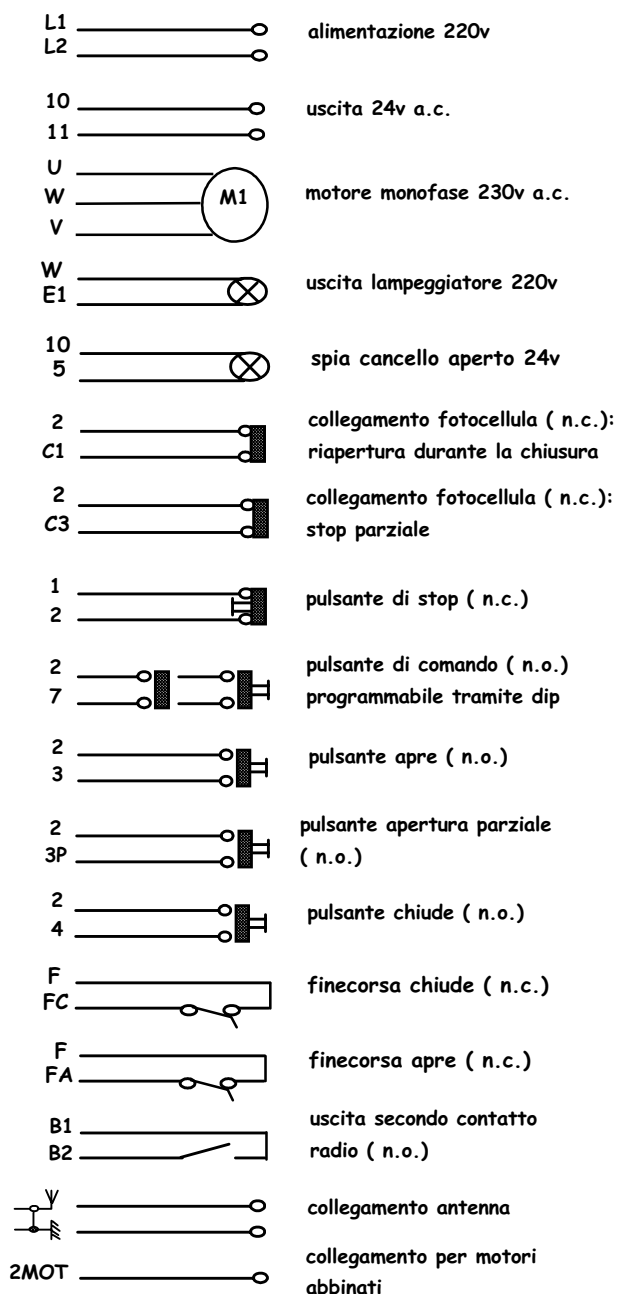 L1
L2
alimentazione 220v
10
11
uscita 24v a.c.
U
W
V
M1
motore monofase 230v a.c.
W
E1
uscita lampeggiatore 220v
10
5
spia cancello aperto 24v
2
C1
collegamento fotocellula ( n.c.):
riapertura durante la chiusura
2
C3
collegamento fotocellula ( n.c.):
stop parziale
1
2
pulsante di stop ( n.c.)
2
7
pulsante di comando ( n.o.)
programmabile tramite dip
2
3
pulsante apre ( n.o.)
2
3P
pulsante apertura parziale
( n.o.)
2
4
pulsante chiude ( n.o.)
F
FC
finecorsa chiude ( n.c.)
F
FA
finecorsa apre ( n.c.)
B1
B2
uscita secondo contatto
radio ( n.o.)
collegamento antenna
2MOT
collegamento per motori
abbinati